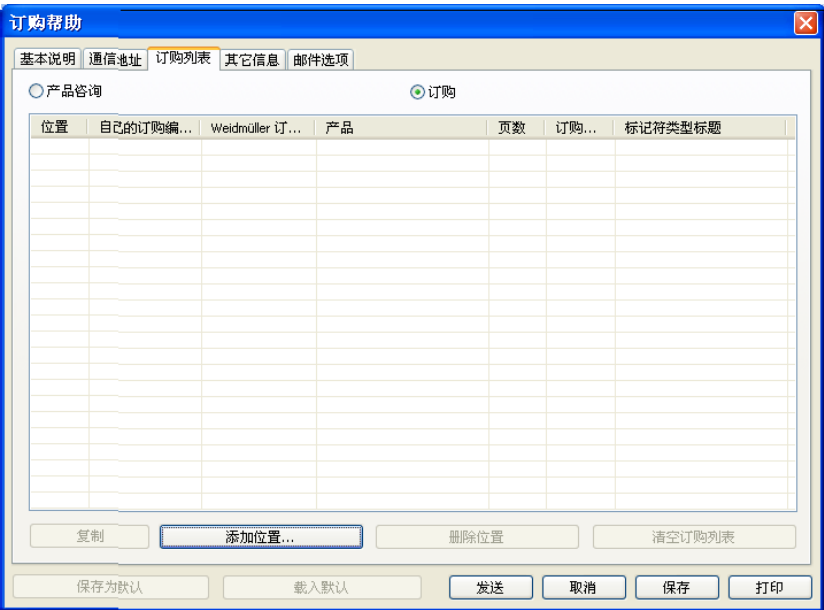 订购帮助
基本说明 通信地址 订购列表 其它信息 邮件选项
产品咨询 订购
位置 自己的订购编... Weidmüller 订... 产品 页数 订购... 标记符类型标题
复制 添加位置... 删除位置 清空订购列表
保存为默认 载入默认 发送 取消 保存 打印